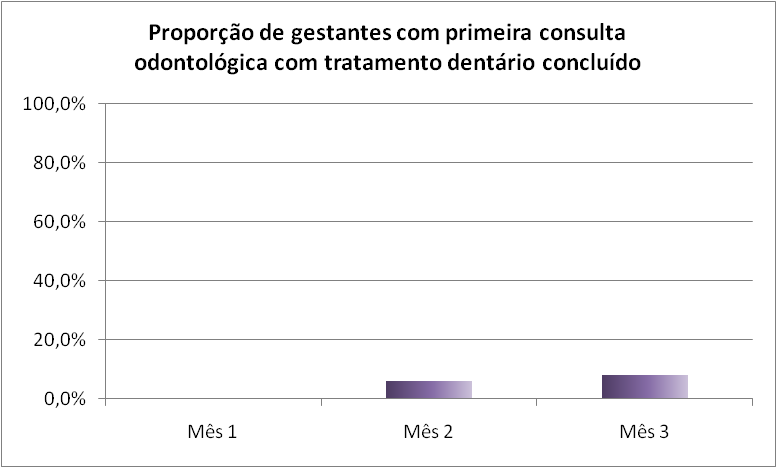 Proporção de gestantes com primeira consulta
odontológica com tratamento dentário concluído
100,0%
80,0%
60,0%
40,0%
20,0%
0,0%
Mês 1
Mês 2
Mês 3